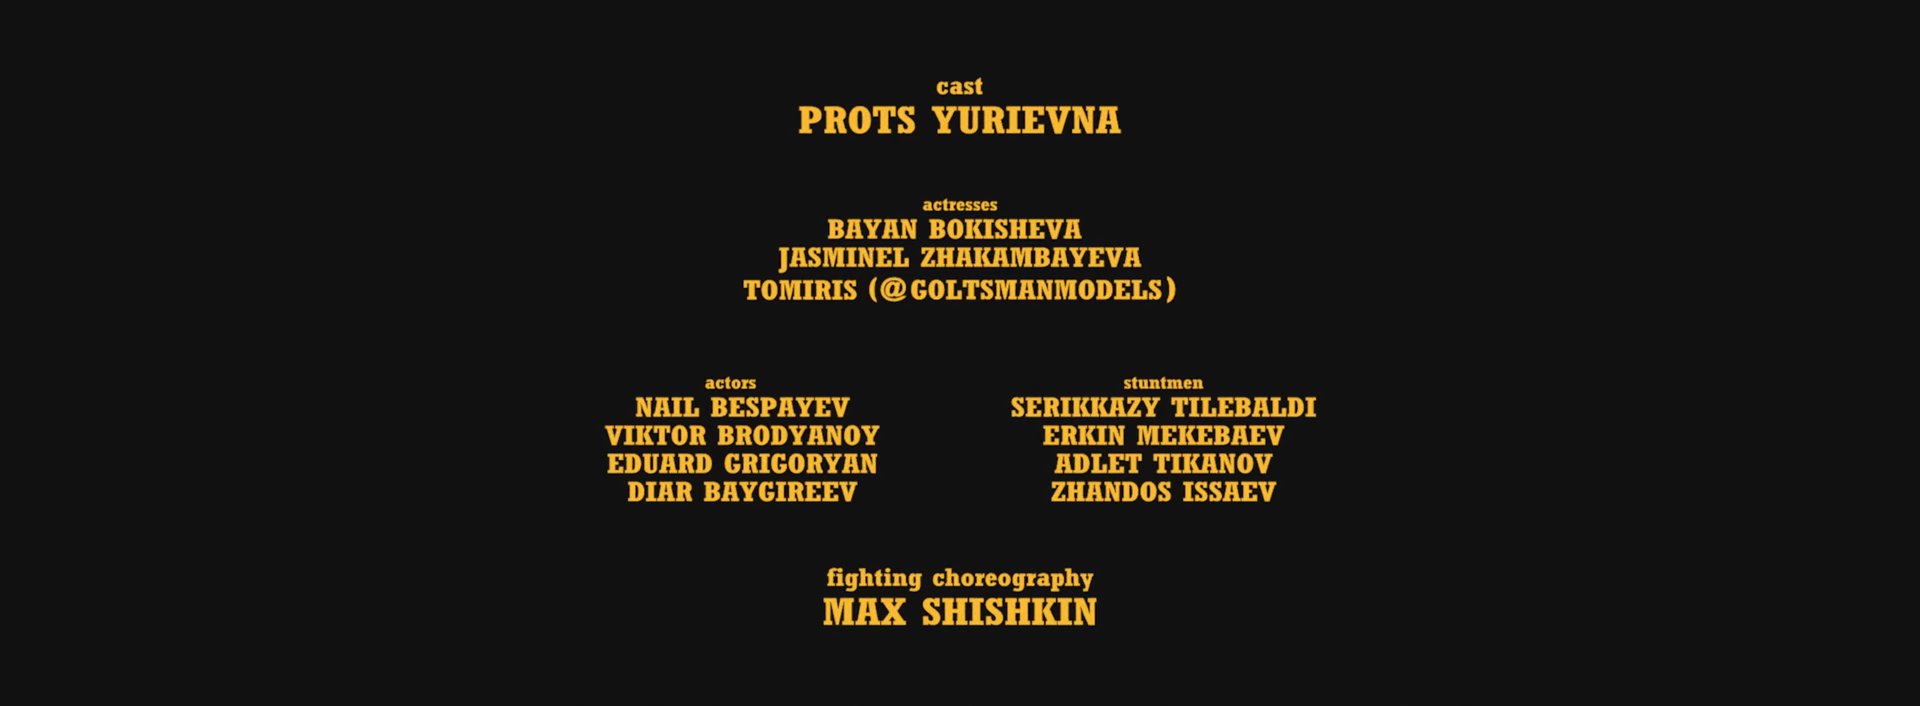 cast
PROTS YURIEVNA
actresses
BAYAN BOKISHEVA
JASMINEL ZHAKAMBAYEVA
TOMIRIS (@GOLTSMANMODELS)
actors
NAIL BESPAYEV
VIKTOR BRODYANOY
EDUARD GRIGORYAN
DIAR BAYGIREEV
stuntmen
SERIKKAZY TILEBALDI
ERKIN MEKEBAEV
ADLET TIKANOV
ZHANDOS ISSAEV
fighting choreography
MAX SHISHKIN